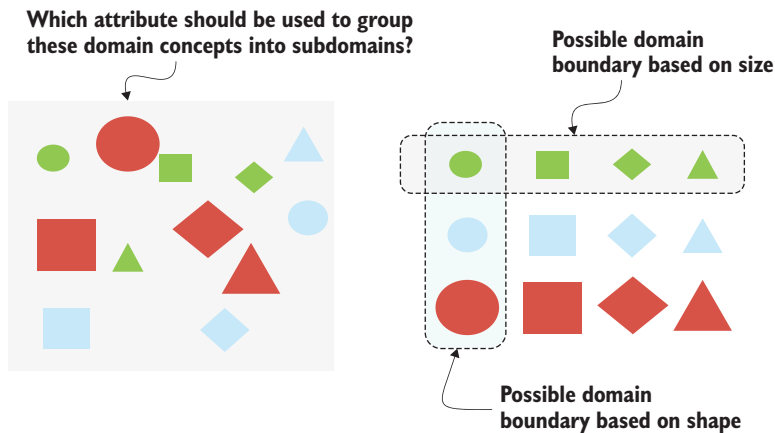 Which attribute should be used to group
these domain concepts into subdomains?
Possible domain
boundary based on size
Possible domain
boundary based on shape